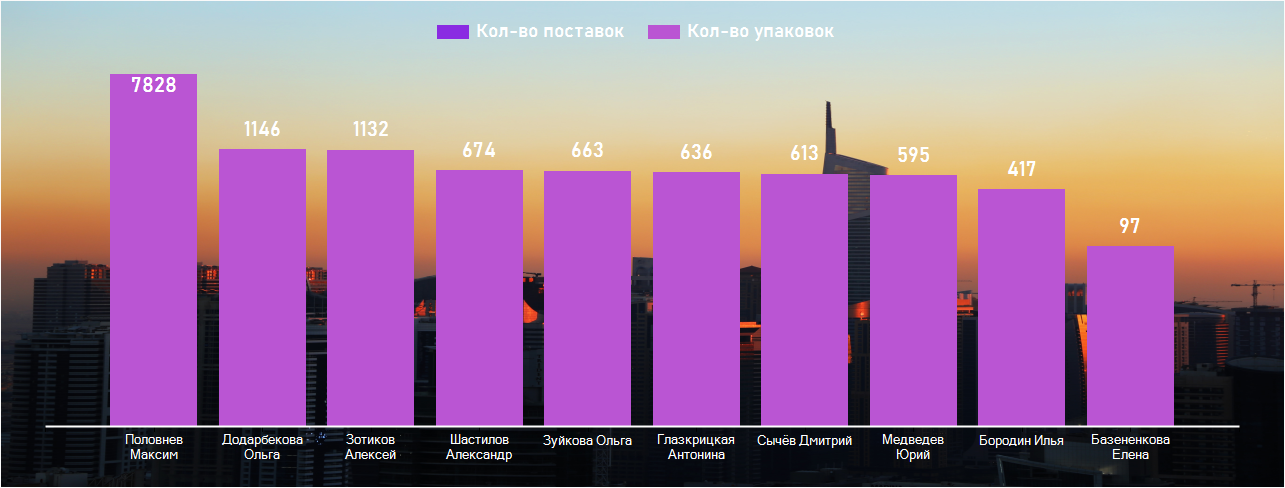 Кол-во поставок Кол-во упаковок
7828
1146
1132
674
663
636
613
595
417
97
Половнев
Максим
Додарбекова
Ольга
Зотиков
Алексей
Шастилов
Александр
Зуйкова Ольга
Глазкрицкая
Антонина
Сычёв Дмитрий
Медведев
Юрий
Бородин Илья
Базененкова
Елена